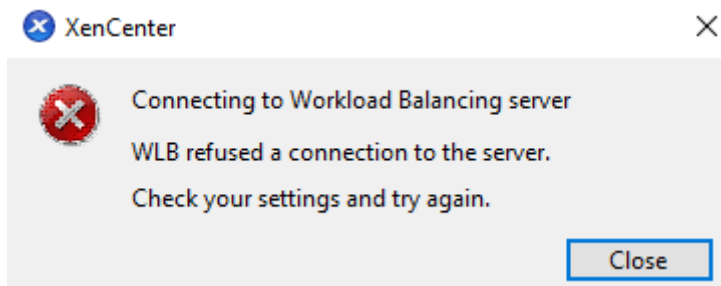 XenCenter
Connecting to Workload Balancing server
WLB refused a connection to the server.
Check your settings and try again.
Close